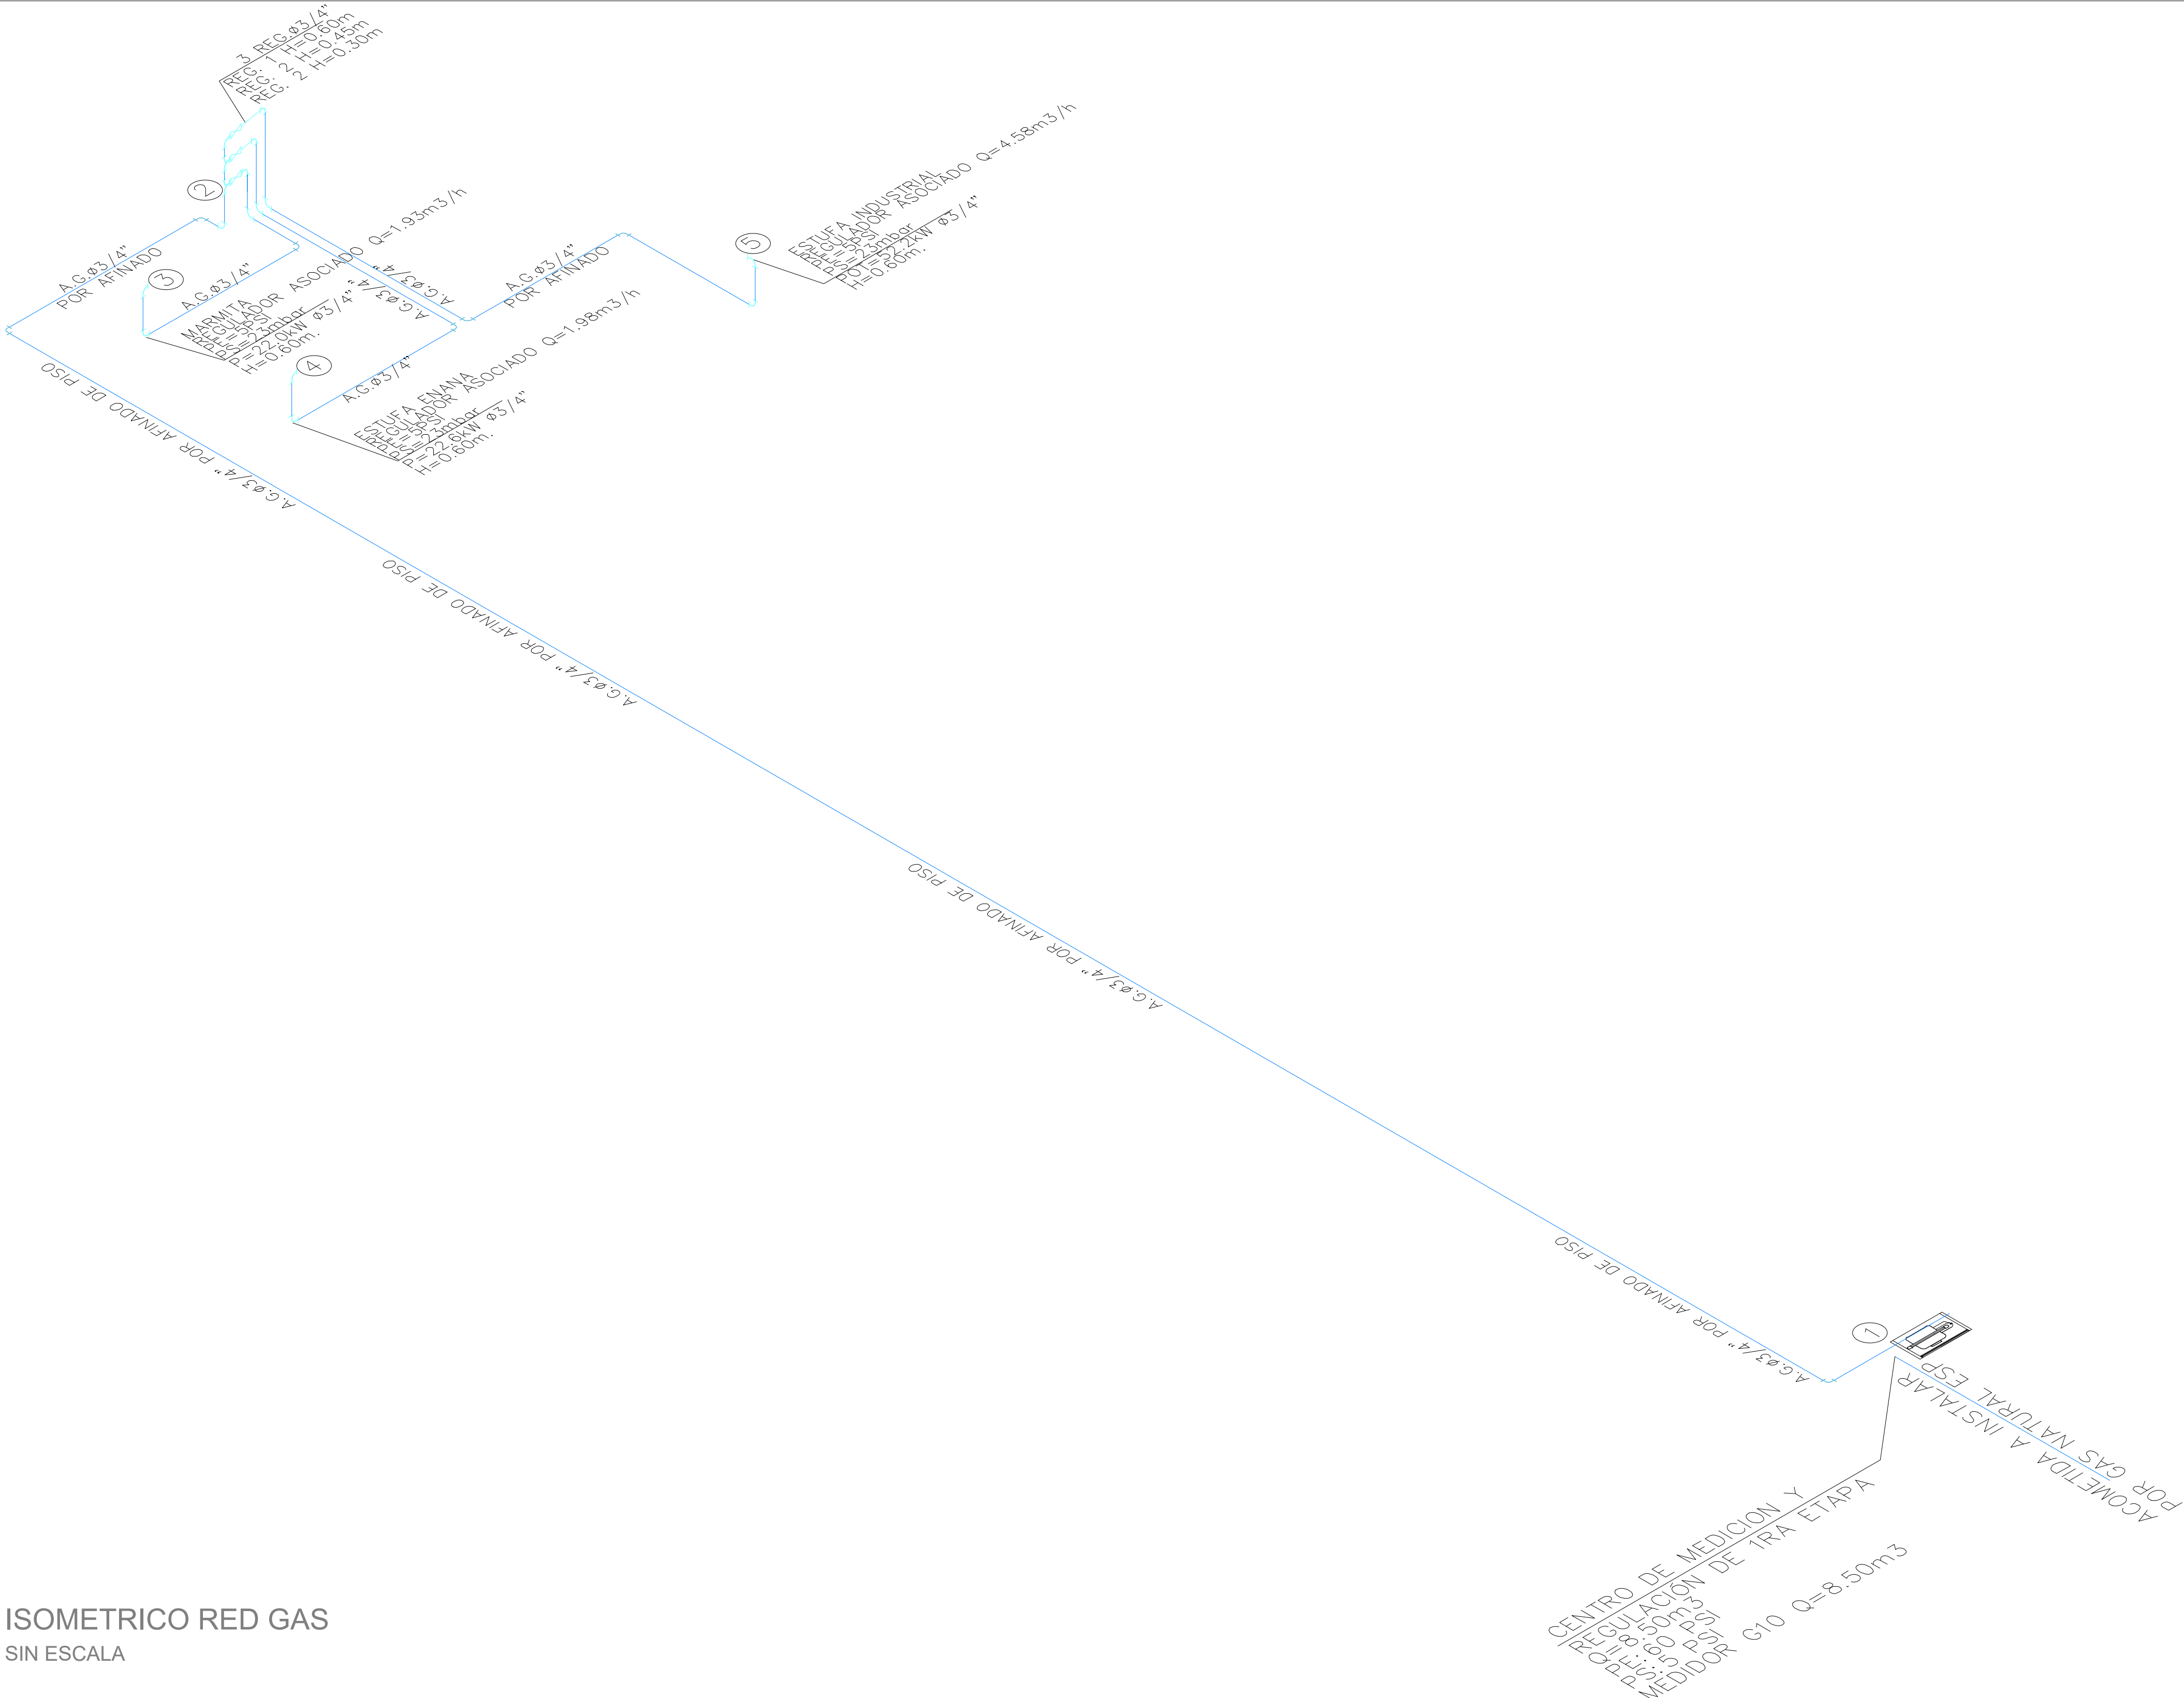 3 REG.ø3/4"
REG. 1 H=0.60m
REG. 2 H=0.45m
REG. 2 H=0.30m
2
A.G.ø3/4"
POR AFINADO
3
A.G.ø3/4"
MARMITA
REGULADOR ASOCIADO Q=1.93m3/h
PE=5PSI
PS=23mbar
P=22.0kW ø3/4"
H=0.60m.
A.G.ø3/4"
A.G.ø3/4"
A.G.ø3/4"
POR AFINADO
5
ESTUFA INDUSTRIAL
REGULADOR ASOCIADO Q=4.58m3/h
PE=5PSI
PS=23mbar
POT=52.2kW ø3/4"
H=0.60m.
4
A.G.ø3/4"
ESTUFA ENANA
REGULADOR ASOCIADO Q=1.98m3/h
PE=5PSI
PS=23mbar
P=22.6kW ø3/4"
H=0.60m.
A.G.ø3/4" POR AFINADO DE PISO
A.G.ø3/4" POR AFINADO DE PISO
A.G.ø3/4" POR AFINADO DE PISO
A.G.ø3/4" POR AFINADO DE PISO
1
ACOMETIDA A INSTALAR
POR GAS NATURAL ESP
CENTRO DE MEDICION Y
REGULACIÓN DE 1RA ETAPA
Q=8.50m3
PE:60 PSI
PS:5 PSI
MEDIDOR G10 Q=8.50m3
ISOMETRICO RED GAS
SIN ESCALA